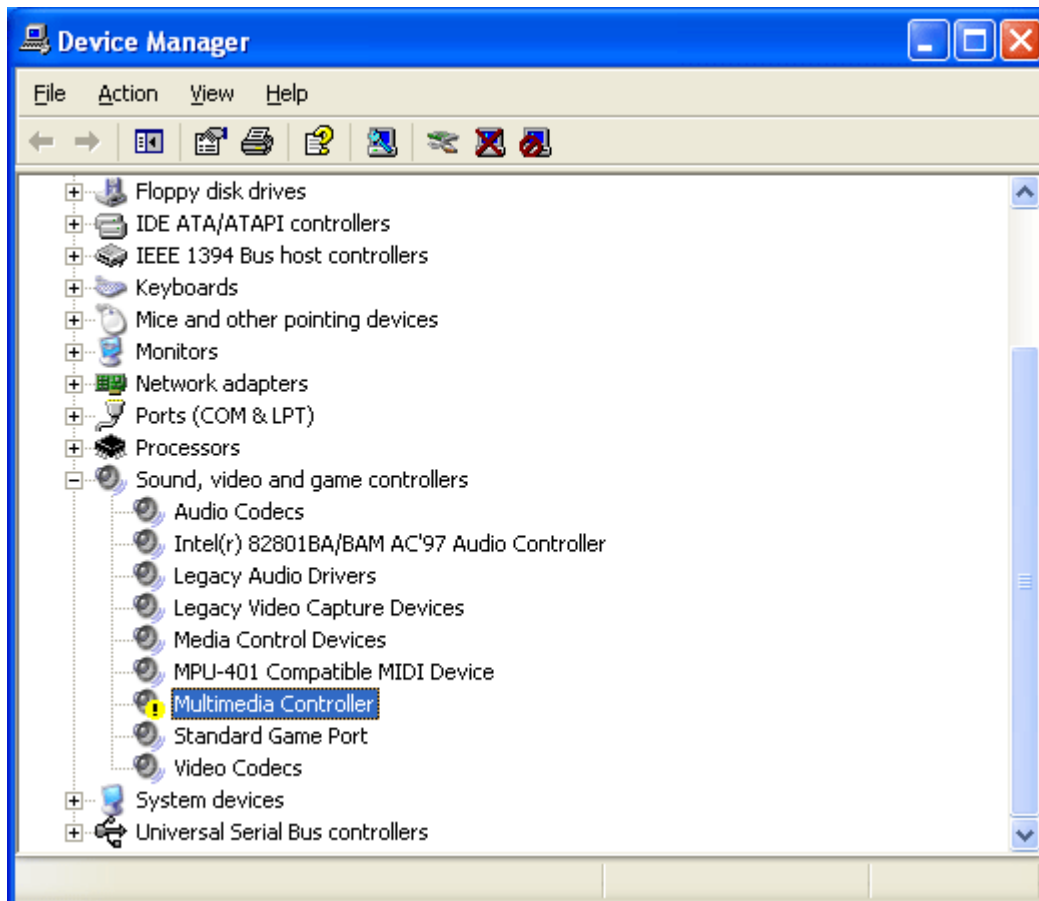 Device Manager
File Action View Help
Floppy disk drives
IDE ATA/ATAPI controllers
IEEE 1394 Bus host controllers
Keyboards
Mice and other pointing devices
Monitors
Network adapters
Ports (COM & LPT)
Processors
Sound, video and game controllers
Audio Codecs
Intel(r) 82801BA/BAM AC'97 Audio Controller
Legacy Audio Drivers
Legacy Video Capture Devices
Media Control Devices
MPU-401 Compatible MIDI Device
Multimedia Controller
Standard Game Port
Video Codecs
System devices
Universal Serial Bus controllers